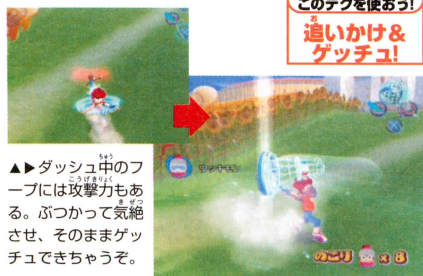 このテクを使おう!
追いかけ&
ゲッチュ!
▲▶ダッシュ中のフ
ープには攻撃力もあ
る。ぶつかって気絶
させ、そのままゲッ
チュできちゃうぞ。
のこり × 8